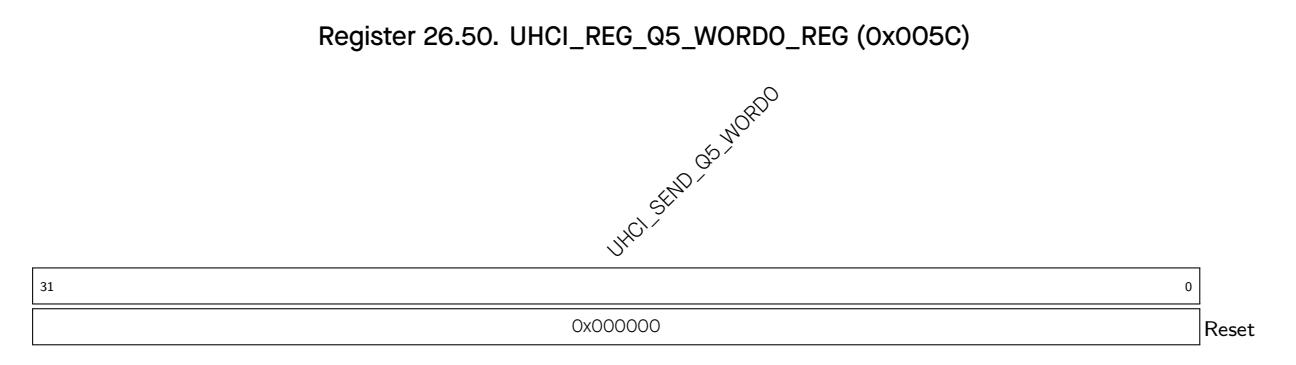 Register 26.50. UHCI_REG_Q5_WORD0_REG (0x005C)
UHCI_SEND_Q5_WORD0
31 0
0x000000 Reset